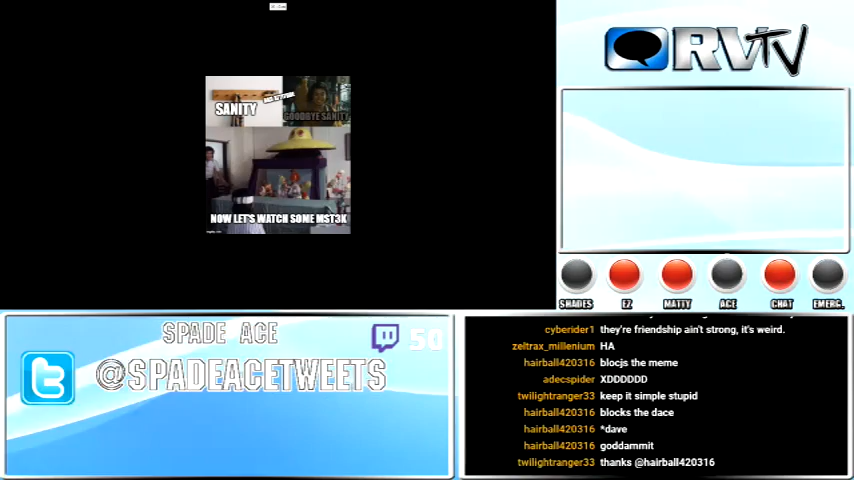 RVTV
SANITY
GOODBYE SANITY
NOW LET'S WATCH SOME MST3K
SHADES
EZ
MATTY
ACE
CHAT
EMERG.
SPADE ACE
50
@SPADEACETWEETS
cyberider1 they're friendship ain't strong, it's weird.
zeltrax_millenium HA
hairball420316 blocjs the meme
adecspider XDDDDDD
twilightranger33 keep it simple stupid
hairball420316 blocks the dace
hairball420316 *dave
hairball420316 goddammit
twilightranger33 thanks @hairball420316